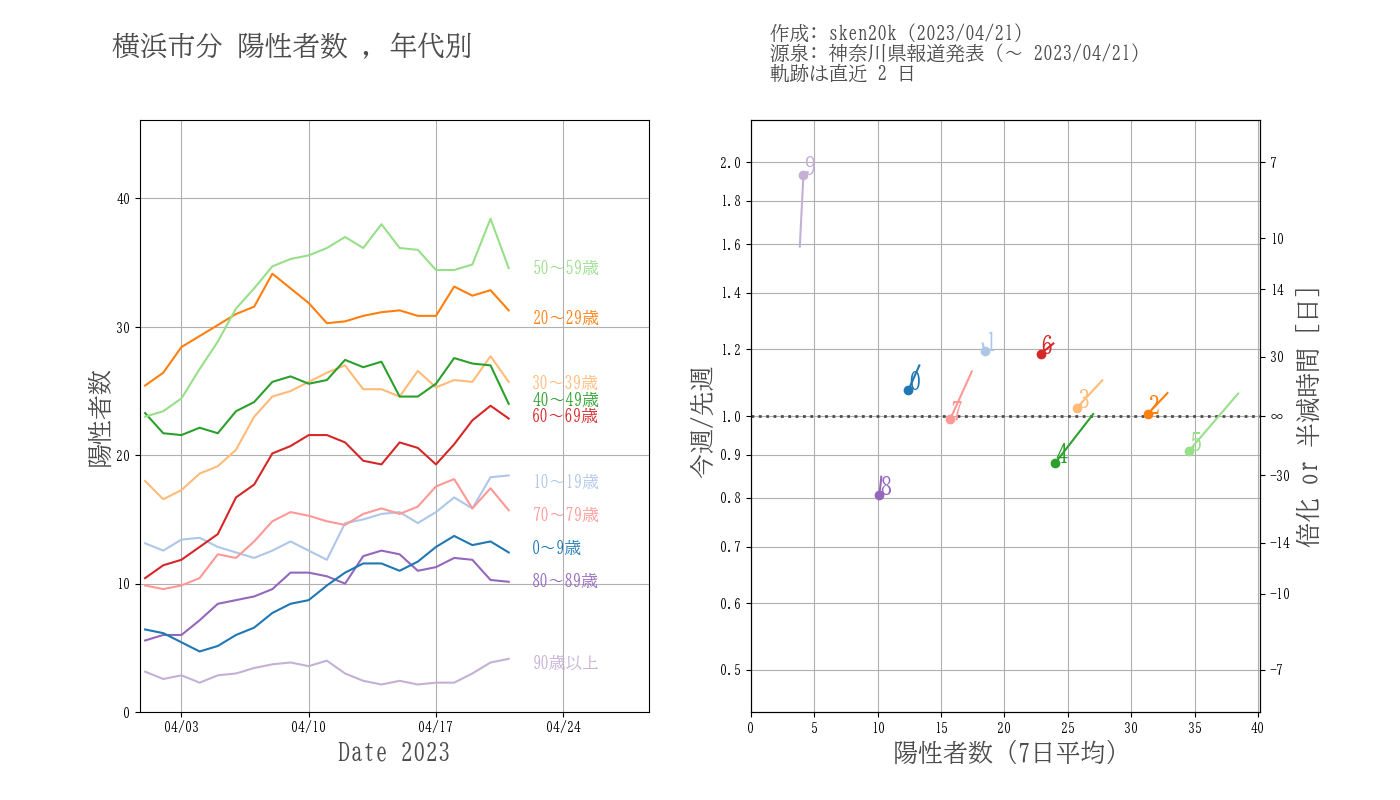 横浜市分 陽性者数 , 年代別
作成: sken20k (2023/04/21)
源泉: 神奈川県報道発表 (〜 2023/04/21)
軌跡は直近 2 日
陽性者数
40
30
20
10
0
50〜59歳
20〜29歳
30〜39歳
40〜49歳
60〜69歳
10〜19歳
70〜79歳
0〜9歳
80〜89歳
90歳以上
04/03
04/10
04/17
04/24
Date 2023
今週/先週
2.0
1.8
1.6
1.4
1.2
1.0
0.9
0.8
0.7
0.6
0.5
9
1
6
0
7
3
2
4
5
8
7
10
14
30
∞
−30
−14
−10
−7
倍化 or 半減時間 [日]
0
5
10
15
20
25
30
35
40
陽性者数 (7日平均)